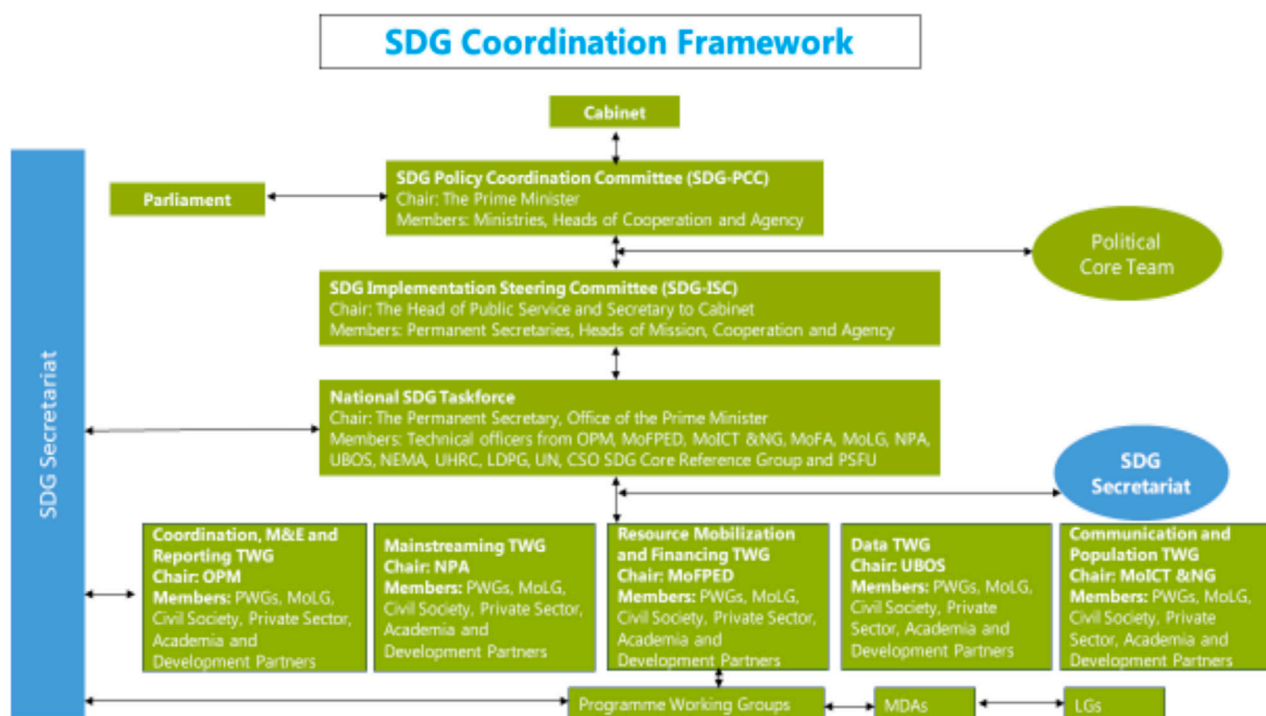 SDG Coordination Framework
Cabinet
SDG Policy Coordination Committee (SDG-PCC)
Chair: The Prime Minister
Members: Ministries, Heads of Cooperation and Agency
Parliament
Political
Core Team
SDG Implementation Steering Committee (SDG-ISC)
Chair: The Head of Public Service and Secretary to Cabinet
Members: Permanent Secretaries, Heads of Mission, Cooperation and Agency
SDG Secretariat
National SDG Taskforce
Chair: The Permanent Secretary, Office of the Prime Minister
Members: Technical officers from OPM, MoFPED, MoICT &NG, MoFA, MoLG, NPA,
UBOS, NEMA, UHRC, LDPG, UN, CSO SDG Core Reference Group and PSFU
SDG
Secretariat
Coordination, M&E and
Reporting TWG
Chair: OPM
Members: PWGs, MoLG,
Civil Society, Private Sector,
Academia and
Development Partners
Mainstreaming TWG
Chair: NPA
Members: PWGs, MoLG,
Civil Society, Private Sector,
Academia and
Development Partners
Resource Mobilization
and Financing TWG
Chair: MoFPED
Members: PWGs, MoLG,
Civil Society, Private Sector,
Academia and
Development Partners
Data TWG
Chair: UBOS
Members: PWGs, MoLG,
Civil Society, Private
Sector, Academia and
Development Partners
Communication and
Population TWG
Chair: MoICT &NG
Members: PWGs, MoLG,
Civil Society, Private
Sector, Academia and
Development Partners
Programme Working Groups
MDAs
LGs